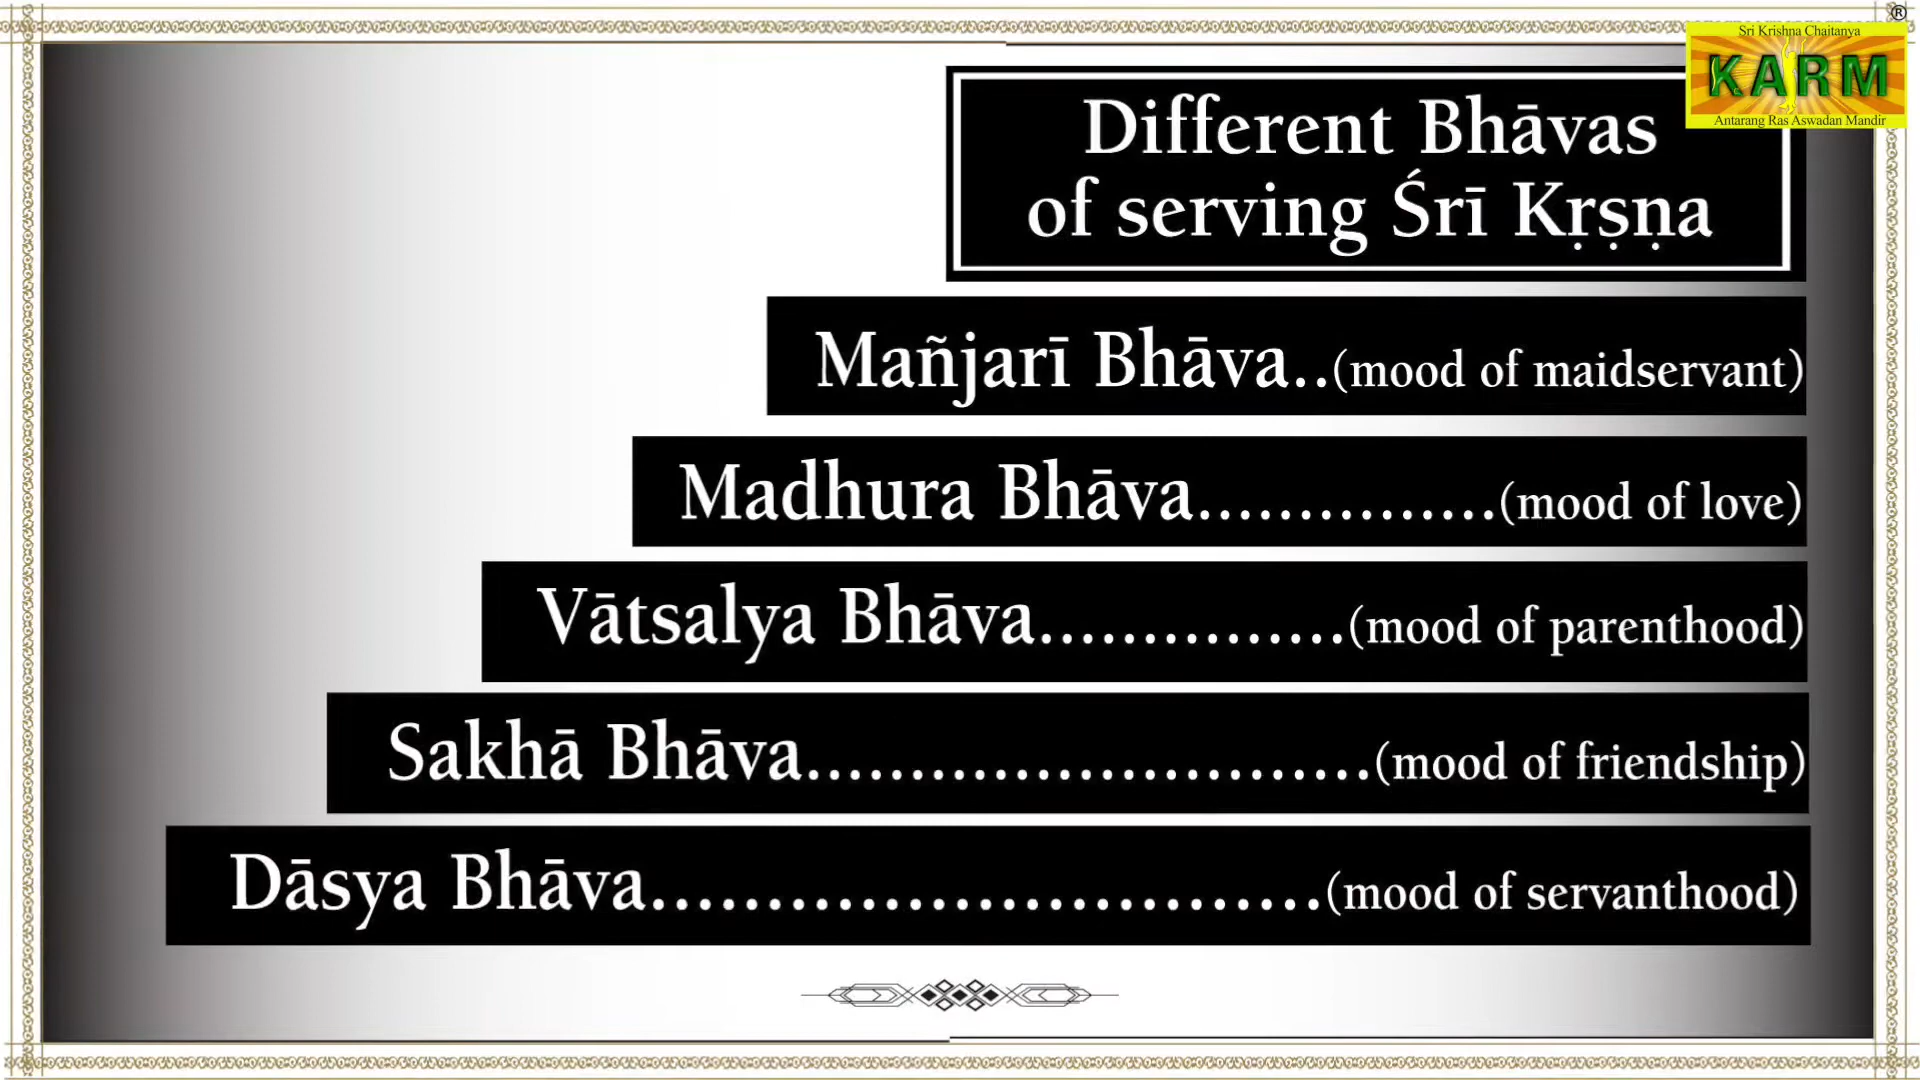 ®
Sri Krishna Chaitanya
KARM
Antarang Ras Aswadan Mandir
Different Bhāvas
of serving Śrī Kṛṣṇa
Mañjarī Bhāva..(mood of maidservant)
Madhura Bhāva...............(mood of love)
Vātsalya Bhāva...............(mood of parenthood)
Sakhā Bhāva...........................(mood of friendship)
Dāsya Bhāva.............................(mood of servanthood)